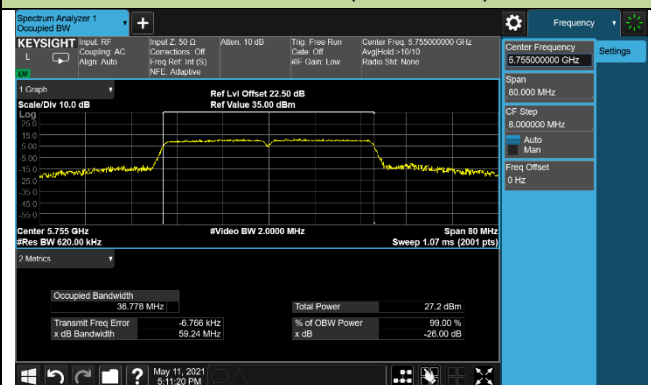 Spectrum Analyzer 1
Occupied BW
Frequency
KEYSIGHT
L
LXI
Input: RF
Coupling: AC
Align: Auto
Input Z: 50 Ω
Corrections: Off
Freq Ref: Int (S)
NFE: Adaptive
Atten: 10 dB
Trig: Free Run
Gate: Off
#IF Gain: Low
Center Freq: 5.755000000 GHz
Avg|Hold:>10/10
Radio Std: None
Center Frequency
5.755000000 GHz
Settings
Span
80.000 MHz
CF Step
8.000000 MHz
Auto
Man
Freq Offset
0 Hz
1 Graph
Scale/Div 10.0 dB
Ref Lvl Offset 22.50 dB
Ref Value 35.00 dBm
Log
25.0
15.0
5.00
-5.00
-15.0
-25.0
-35.0
-45.0
-55.0
Center 5.755 GHz
#Res BW 620.00 kHz
#Video BW 2.0000 MHz
Span 80 MHz
Sweep 1.07 ms (2001 pts)
2 Metrics
Occupied Bandwidth
36.778 MHz
Total Power
27.2 dBm
Transmit Freq Error
-6.766 kHz
% of OBW Power
99.00 %
x dB Bandwidth
59.24 MHz
x dB
-26.00 dB
?
May 11, 2021
5:11:20 PM